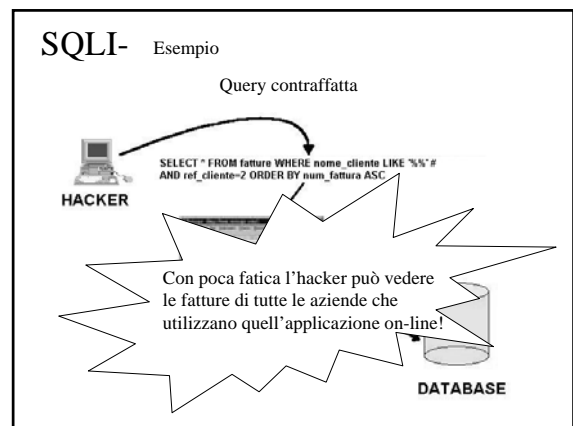 SQLI- Esempio
Query contraffatta
SELECT * FROM fatture WHERE nome_cliente LIKE '%%'#
AND ref_cliente=2 ORDER BY num_fattura ASC
HACKER
Con poca fatica l'hacker può vedere
le fatture di tutte le aziende che
utilizzano quell'applicazione on-line!
DATABASE